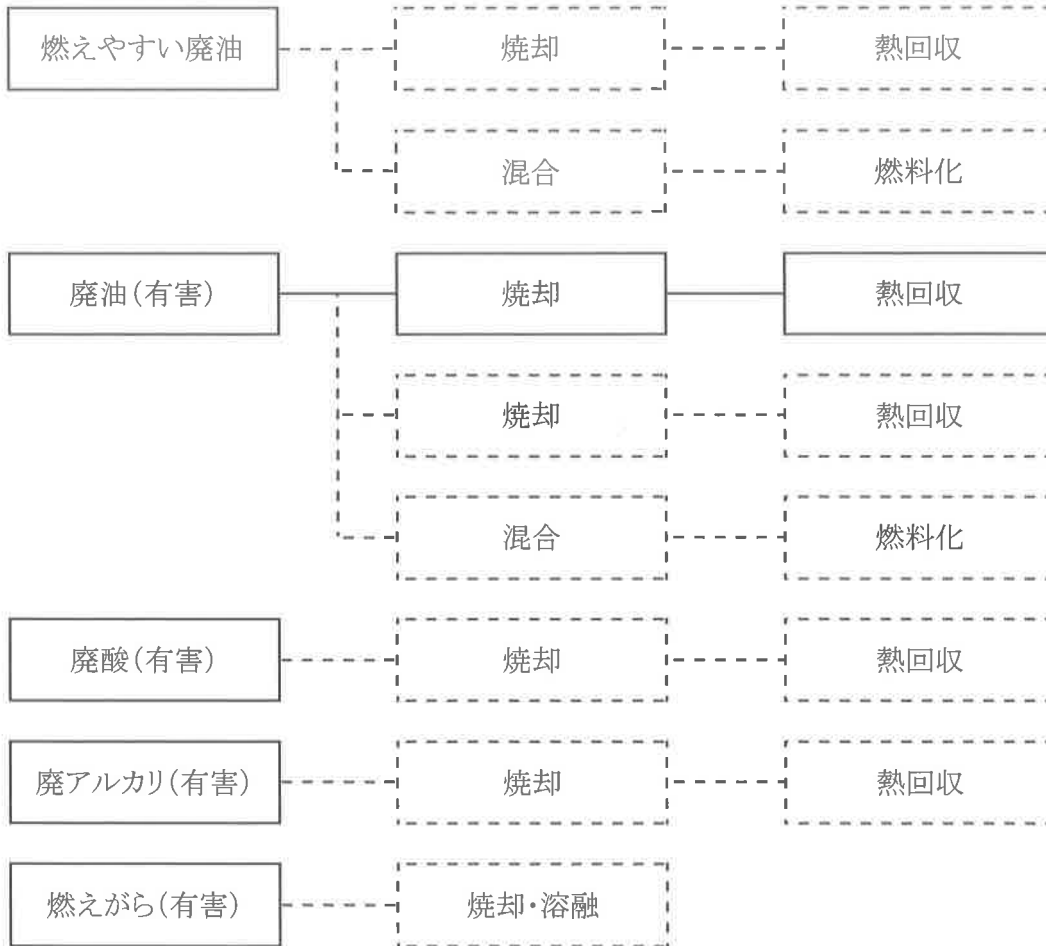 燃えやすい廃油
焼却
熱回収
混合
燃料化
廃油(有害)
焼却
熱回収
焼却
熱回収
混合
燃料化
廃酸(有害)
焼却
熱回収
廃アルカリ(有害)
焼却
熱回収
燃えがら(有害)
焼却・溶融